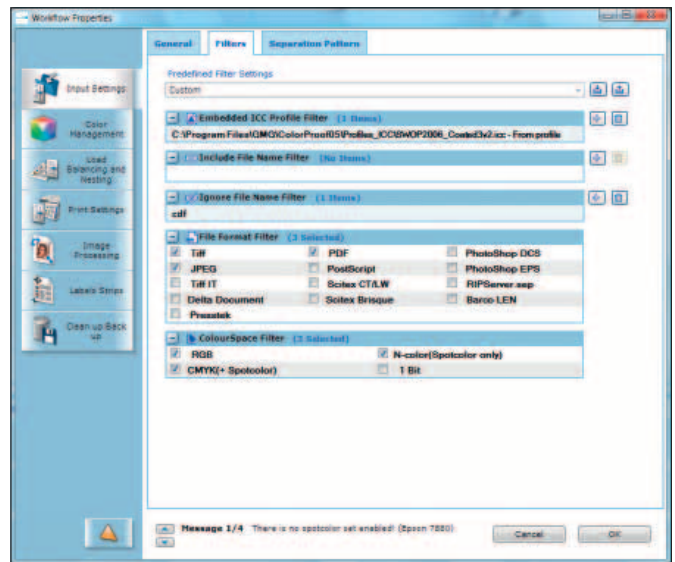 Workflow Properties
General Filters Separation Pattern
Input Settings
Color Management
Load Balancing and Nesting
Print Settings
Image Processing
Labels Strips
Clean up Back up
Predefined Filter Settings
Custom
Embedded ICC Profile Filter (1 Items)
C:\Program Files\GMG\ColorProof05\Profiles_ICC\SWOP2006_Coated3v2.icc - From profile
Include File Name Filter (No Items)
Ignore File Name Filter (1 Items)
cdf
File Format Filter (3 Selected)
Tiff PDF PhotoShop DCS
JPEG PostScript PhotoShop EPS
Tiff IT Scitex CT/LW RIPServer.sep
Delta Document Scitex Brisque Barco LEN
Presstek
ColourSpace Filter (3 Selected)
RGB N-color(Spotcolor only)
CMYK(+ Spotcolor) 1 Bit
Message 1/4 There is no spotcolor set enabled! (Epson 7880)
Cancel OK